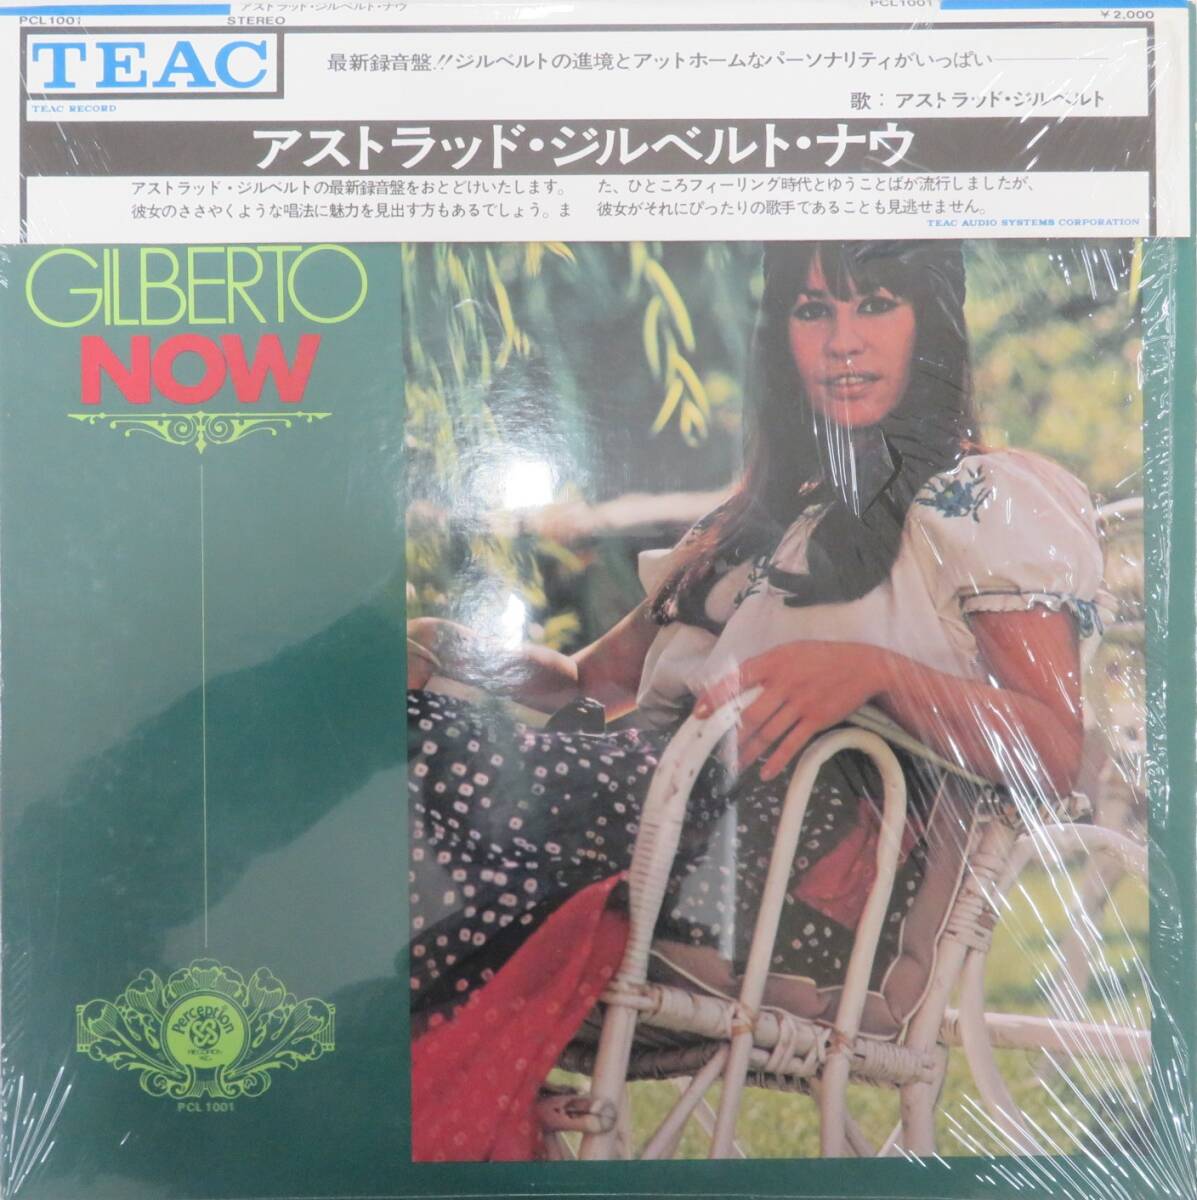 アストラッド・ジルベルト・ナウ
PCL1001
STEREO
PCL1001
¥2,000
TEAC
TEAC RECORD
最新録音盤!!ジルベルトの進境とアットホームなパーソナリティがいっぱい————
歌：アストラッド・ジルベルト
アストラッド・ジルベルト・ナウ
アストラッド・ジルベルトの最新録音盤をおとどけいたします。
彼女のささやくような唱法に魅力を見出す方もあるでしょう。ま
た、ひところフィーリング時代とゆうことばが流行しましたが、
彼女がそれにぴったりの歌手であることも見逃せません。
TEAC AUDIO SYSTEMS CORPORATION
GILBERTO
NOW
Perception
RECORDS
INC.
PCL 1001